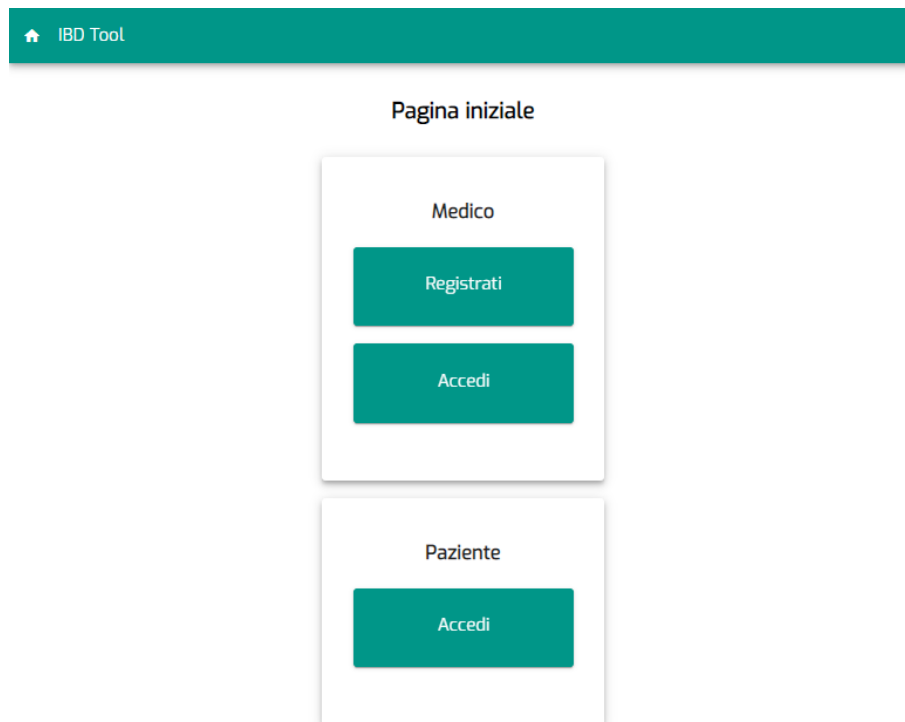 IBD Tool
Pagina iniziale
Medico
Registrati
Accedi
Paziente
Accedi